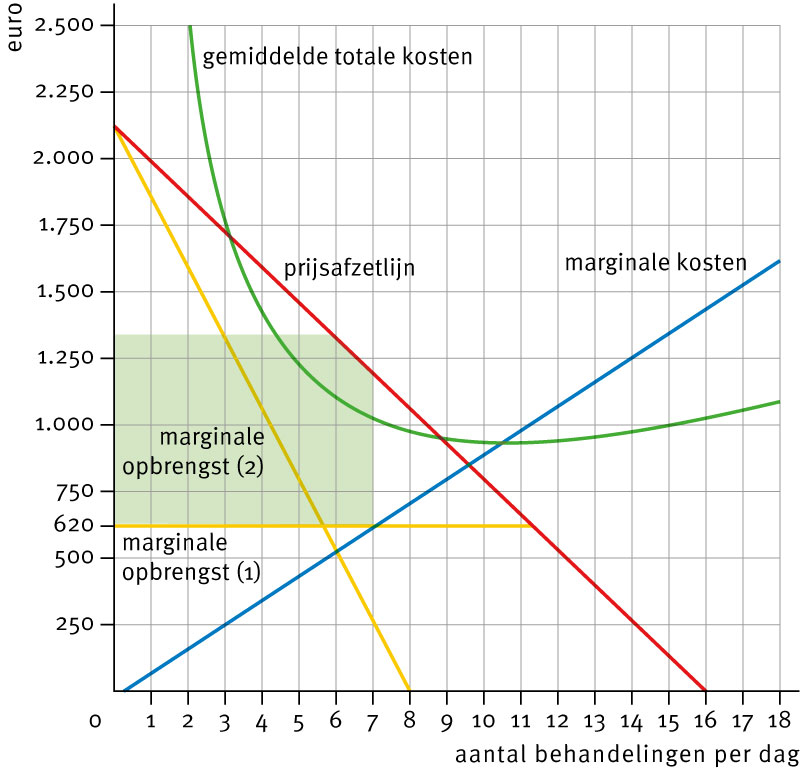 euro
2.500
2.250
2.000
1.750
1.500
1.250
1.000
750
620
500
250
gemiddelde totale kosten
prijsafzetlijn
marginale kosten
marginale
opbrengst (2)
marginale
opbrengst (1)
0 1 2 3 4 5 6 7 8 9 10 11 12 13 14 15 16 17 18
aantal behandelingen per dag